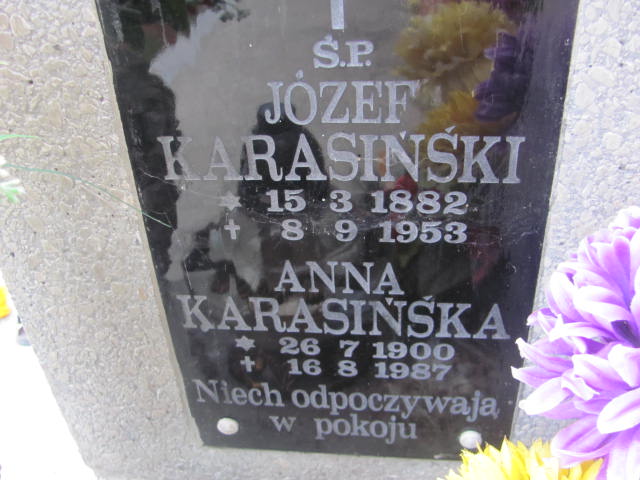 Ś.P.
JÓZEF
KARASIŃSKI
* 15 3 1882
† 8 9 1953
ANNA
KARASIŃSKA
* 26 7 1900
† 16 8 1987
Niech odpoczywają
w pokoju